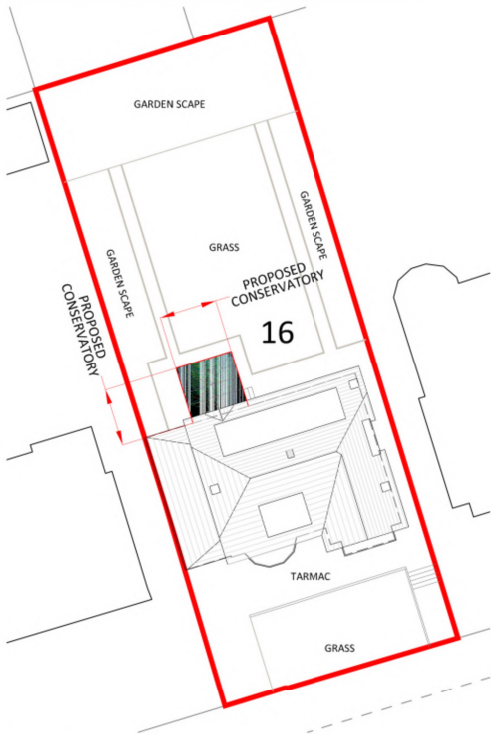 GARDEN SCAPE
GRASS
GARDEN SCAPE
GARDEN SCAPE
PROPOSED
CONSERVATORY
PROPOSED
CONSERVATORY
16
TARMAC
GRASS